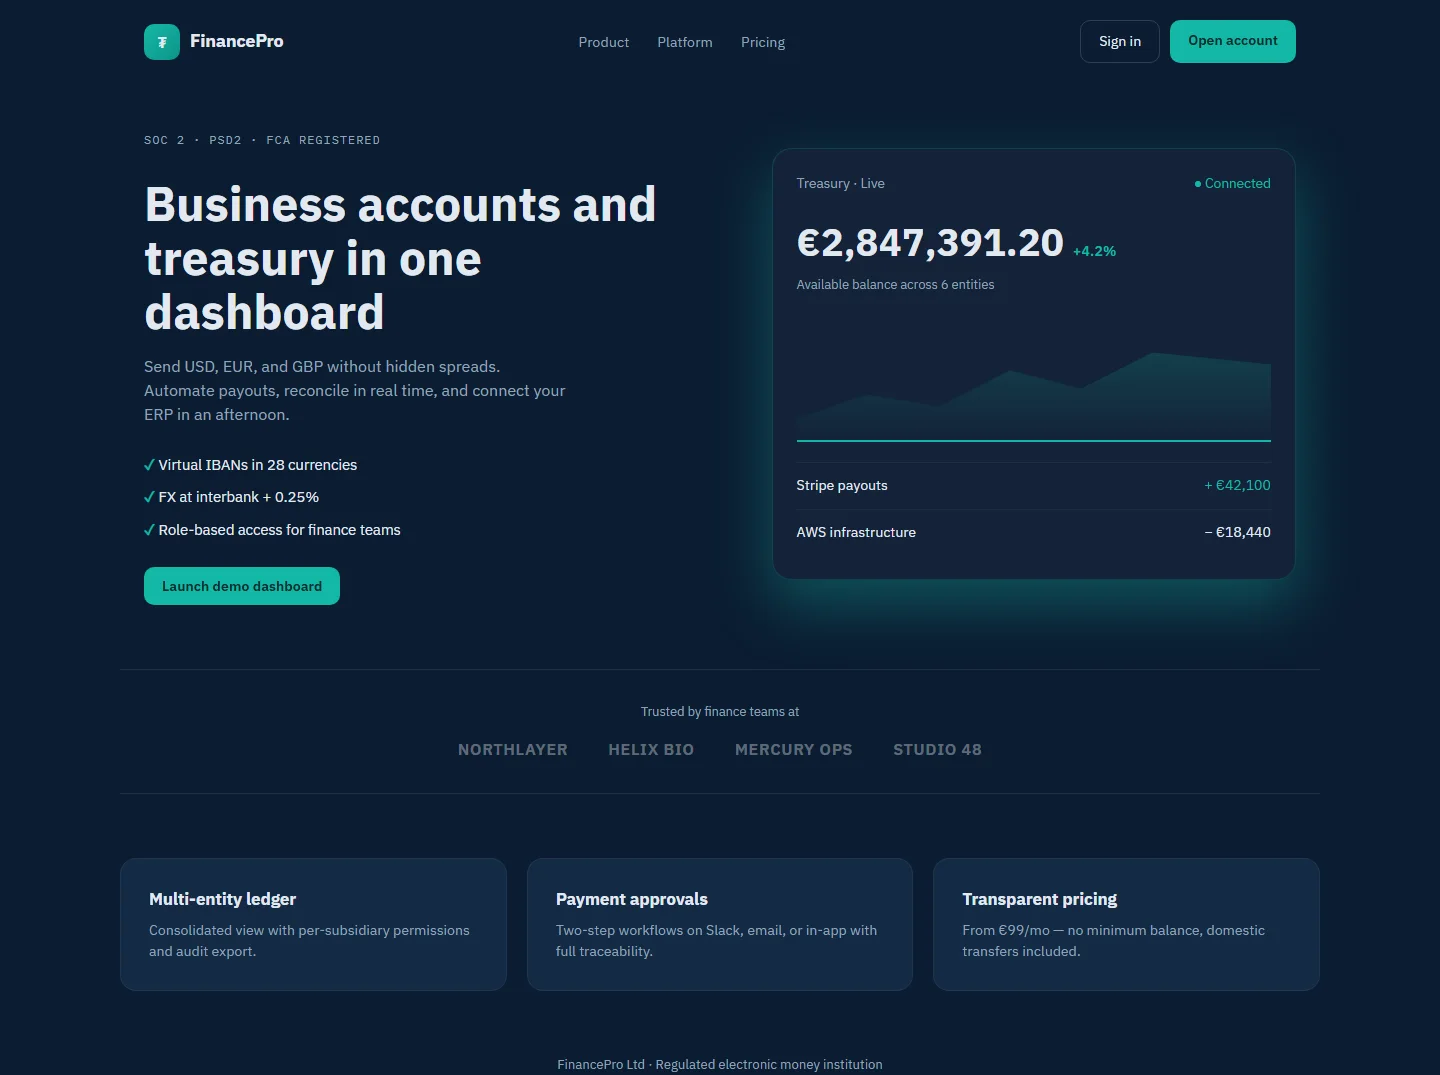 ₮ FinancePro
Product Platform Pricing
Sign in
Open account
SOC 2 · PSD2 · FCA REGISTERED
Business accounts and
treasury in one
dashboard
Send USD, EUR, and GBP without hidden spreads.
Automate payouts, reconcile in real time, and connect your
ERP in an afternoon.
✓ Virtual IBANs in 28 currencies
✓ FX at interbank + 0.25%
✓ Role-based access for finance teams
Launch demo dashboard
Treasury · Live
● Connected
€2,847,391.20 +4.2%
Available balance across 6 entities
Stripe payouts + €42,100
AWS infrastructure − €18,440
Trusted by finance teams at
NORTHLAYER HELIX BIO MERCURY OPS STUDIO 48
Multi-entity ledger
Consolidated view with per-subsidiary permissions
and audit export.
Payment approvals
Two-step workflows on Slack, email, or in-app with
full traceability.
Transparent pricing
From €99/mo — no minimum balance, domestic
transfers included.
FinancePro Ltd · Regulated electronic money institution